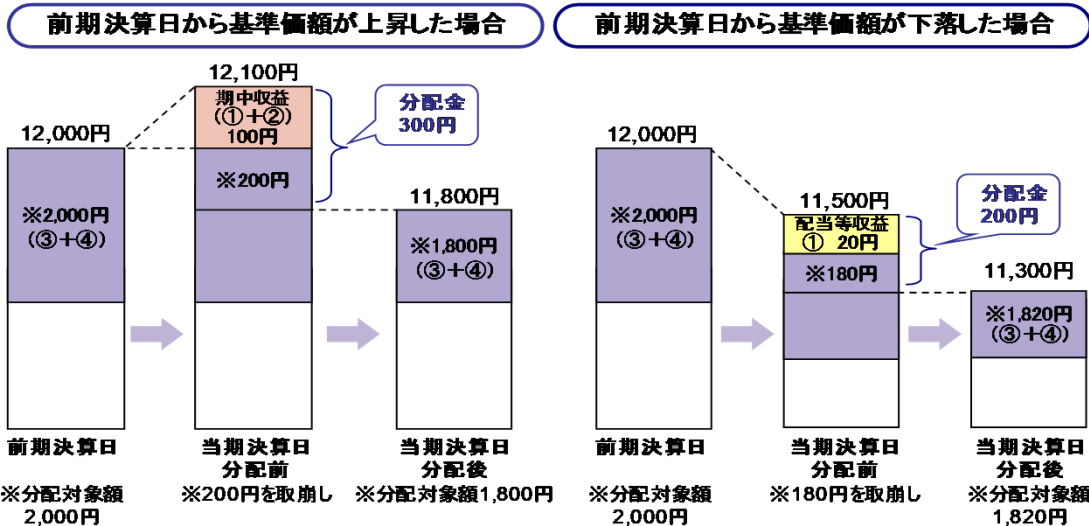 前期決算日から基準価額が上昇した場合
12,100円
期中収益
(①+②)
100円
分配金
300円
12,000円
※2,000円
(③+④)
※200円
11,800円
※1,800円
(③+④)
前期決算日
当期決算日
分配前
当期決算日
分配後
※分配対象額
2,000円
※200円を取崩し
※分配対象額1,800円
前期決算日から基準価額が下落した場合
12,000円
※2,000円
(③+④)
11,500円
配当等収益
① 20円
※180円
分配金
200円
11,300円
※1,820円
(③+④)
前期決算日
当期決算日
分配前
当期決算日
分配後
※分配対象額
2,000円
※180円を取崩し
※分配対象額
1,820円